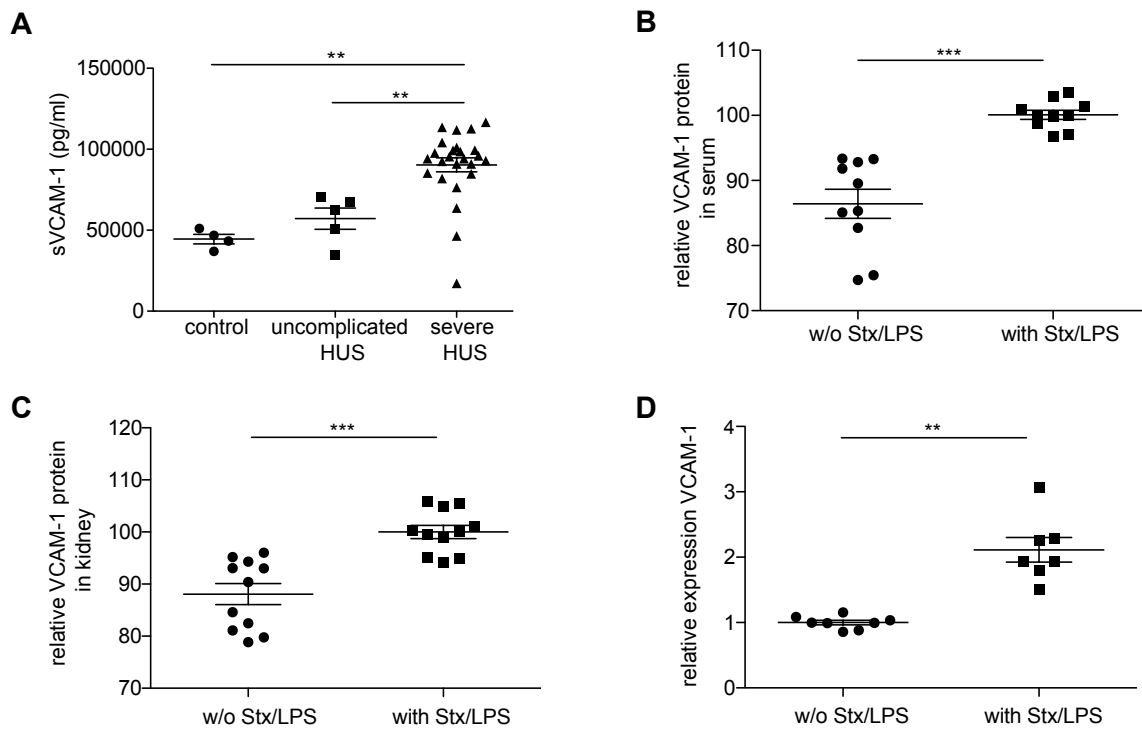 A
**
**
150000
100000
50000
0
sVCAM-1 (pg/ml)
control
uncomplicated
HUS
severe
HUS
B
***
110
100
90
80
70
relative VCAM-1 protein
in serum
w/o Stx/LPS
with Stx/LPS
C
***
120
110
100
90
80
70
relative VCAM-1 protein
in kidney
w/o Stx/LPS
with Stx/LPS
D
**
4
3
2
1
0
relative expression VCAM-1
w/o Stx/LPS
with Stx/LPS